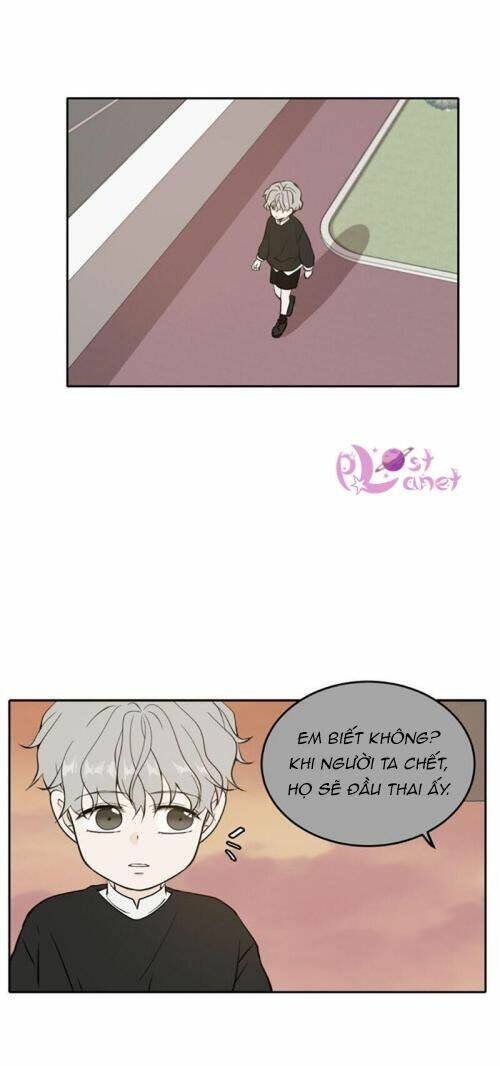 Lost
Planet
EM BIẾT KHÔNG?
KHI NGƯỜI TA CHẾT,
HỌ SẼ ĐẦU THAI ẤY.